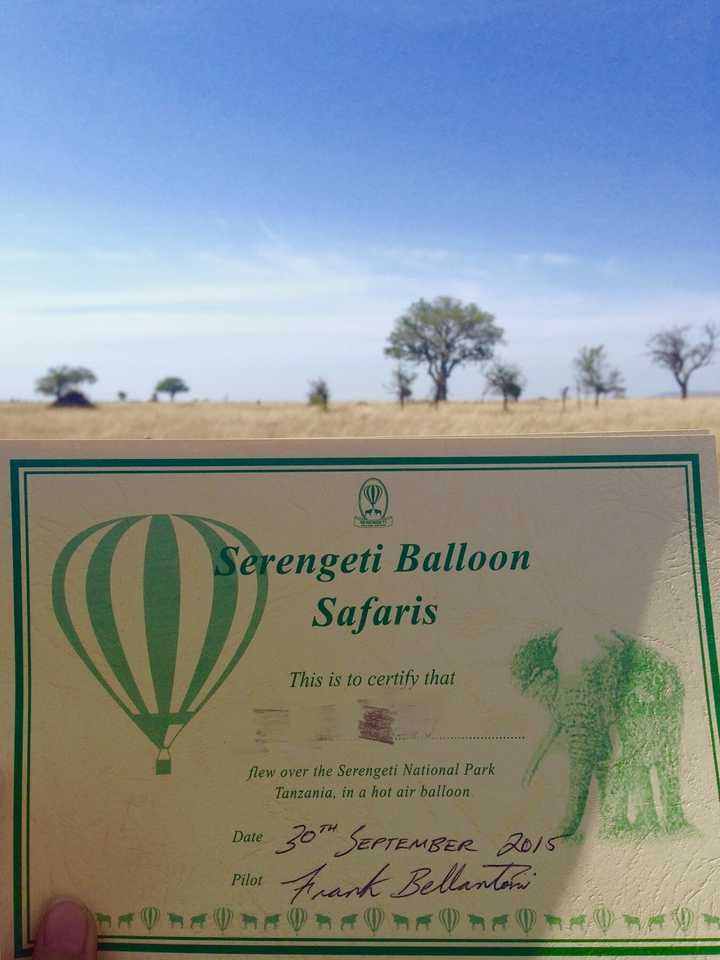 SERENGETI
Serengeti Balloon
Safaris
This is to certify that
flew over the Serengeti National Park
Tanzania, in a hot air balloon
Date 30TH SEPTEMBER 2015
Pilot Frank Bellantoni